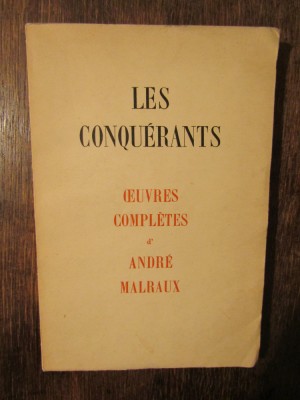 LES
CONQUÉRANTS
ŒUVRES
COMPLÈTES
d'
ANDRÉ
MALRAUX